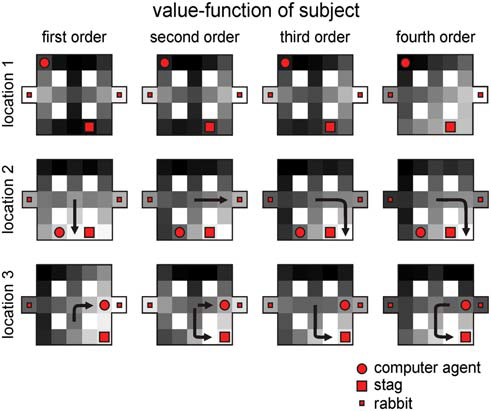 value-function of subject
first order second order third order fourth order
location 1
location 2
location 3
computer agent
stag
rabbit